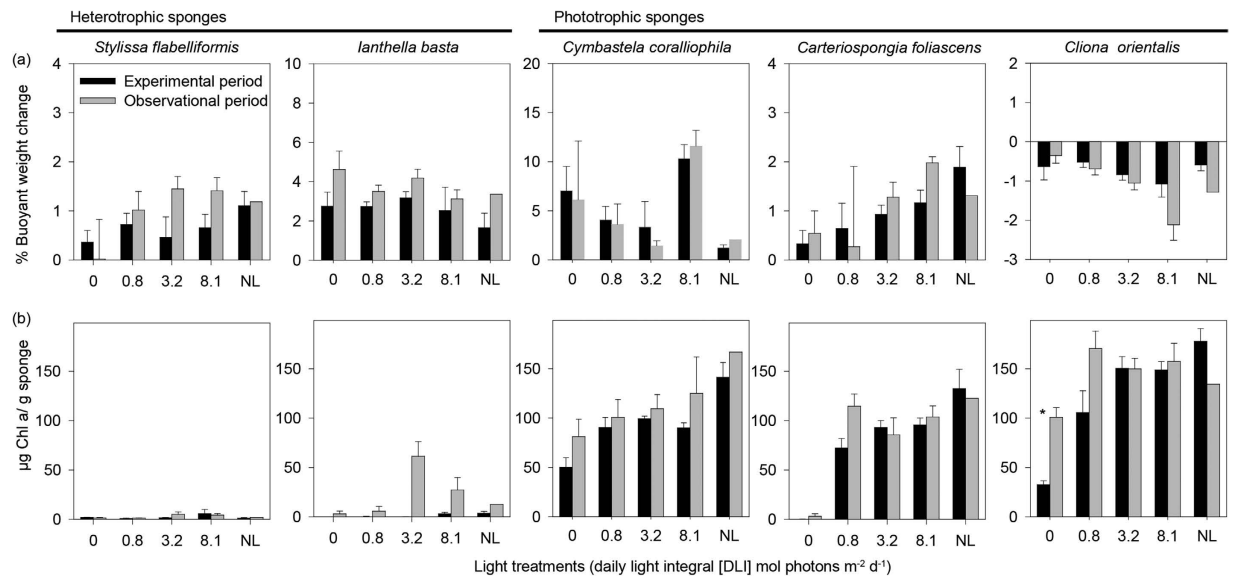 Heterotrophic sponges Phototrophic sponges
Stylissa flabelliformis Ianthella basta Cymbastela coralliophila Carteriospongia foliascens Cliona orientalis
(a)
% Buoyant weight change
4
3
2
1
0
Experimental period
Observational period
0 0.8 3.2 8.1 NL
10
8
6
4
2
0
0 0.8 3.2 8.1 NL
20
15
10
5
0
0 0.8 3.2 8.1 NL
4
3
2
1
0
0 0.8 3.2 8.1 NL
2
1
0
-1
-2
-3
0 0.8 3.2 8.1 NL
(b)
µg Chl a/ g sponge
150
100
50
0
0 0.8 3.2 8.1 NL
150
100
50
0
0 0.8 3.2 8.1 NL
150
100
50
0
0 0.8 3.2 8.1 NL
150
100
50
0
0 0.8 3.2 8.1 NL
150
100
50
0
*
0 0.8 3.2 8.1 NL
Light treatments (daily light integral [DLI] mol photons m⁻² d⁻¹)